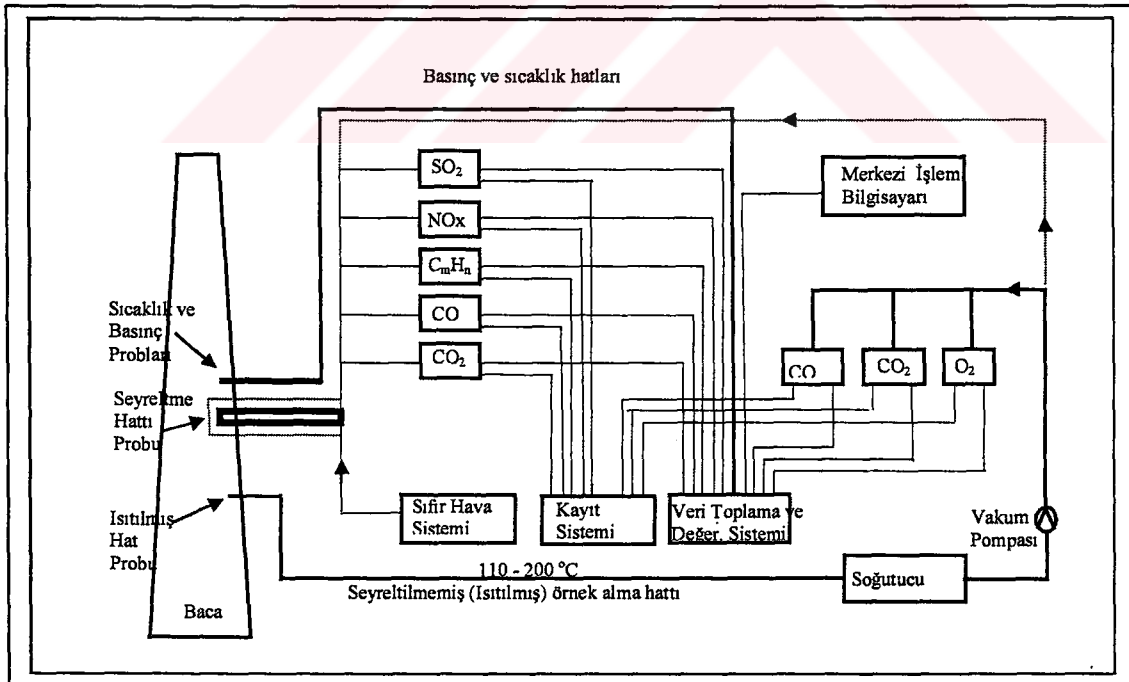 Basınç ve sıcaklık hatları
SO₂
NOx
CₘHₙ
CO
CO₂
Merkezi İşlem
Bilgisayarı
Sıcaklık ve
Basınç
Probları
Seyreltme
Hattı
Probu
Isıtılmış
Hat
Probu
Baca
CO
CO₂
O₂
Sıfır Hava
Sistemi
Kayıt
Sistemi
Veri Toplama ve
Değer. Sistemi
Vakum
Pompası
Soğutucu
110 - 200 °C
Seyreltilmemiş (Isıtılmış) örnek alma hattı